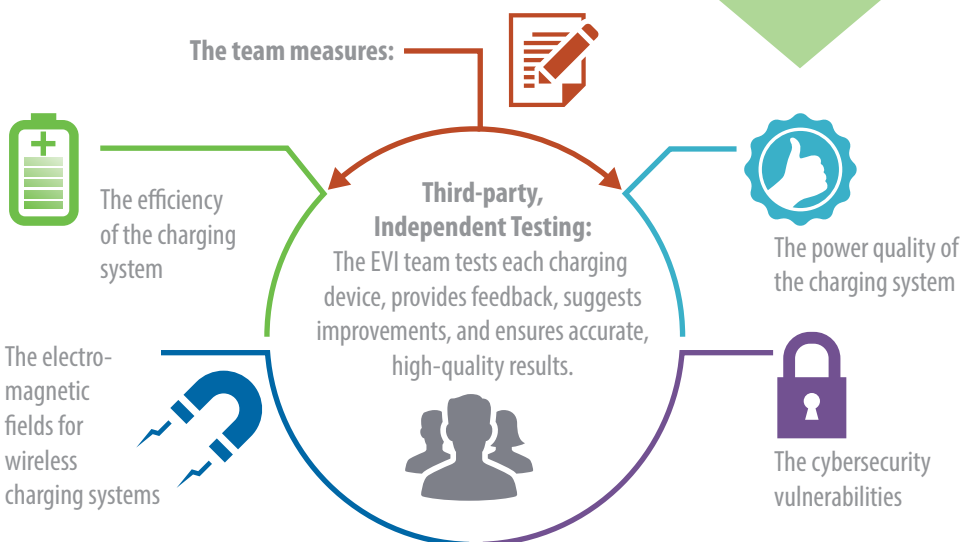 The team measures:
The efficiency
of the charging
system
Third-party,
Independent Testing:
The EVI team tests each charging
device, provides feedback, suggests
improvements, and ensures accurate,
high-quality results.
The power quality of
the charging system
The electro-
magnetic
fields for
wireless
charging systems
The cybersecurity
vulnerabilities